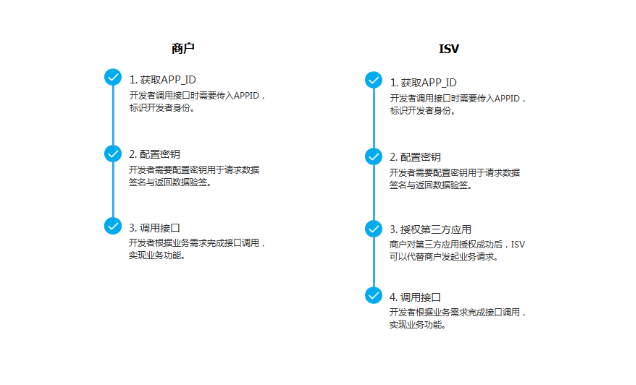 商户
1. 获取APP_ID
开发者调用接口时需要传入APPID，
标识开发者身份。
2. 配置密钥
开发者需要配置密钥用于请求数据
签名与返回数据验签。
3. 调用接口
开发者根据业务需求完成接口调用，
实现业务功能。
ISV
1. 获取APP_ID
开发者调用接口时需要传入APPID，
标识开发者身份。
2. 配置密钥
开发者需要配置密钥用于请求数据
签名与返回数据验签。
3. 授权第三方应用
商户对第三方应用授权成功后，ISV
可以代替商户发起业务请求。
4. 调用接口
开发者根据业务需求完成接口调用，
实现业务功能。